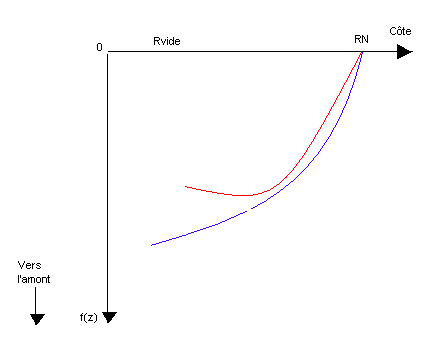 Côte
RN
Rvide
0
Vers
l'amont
f(z)